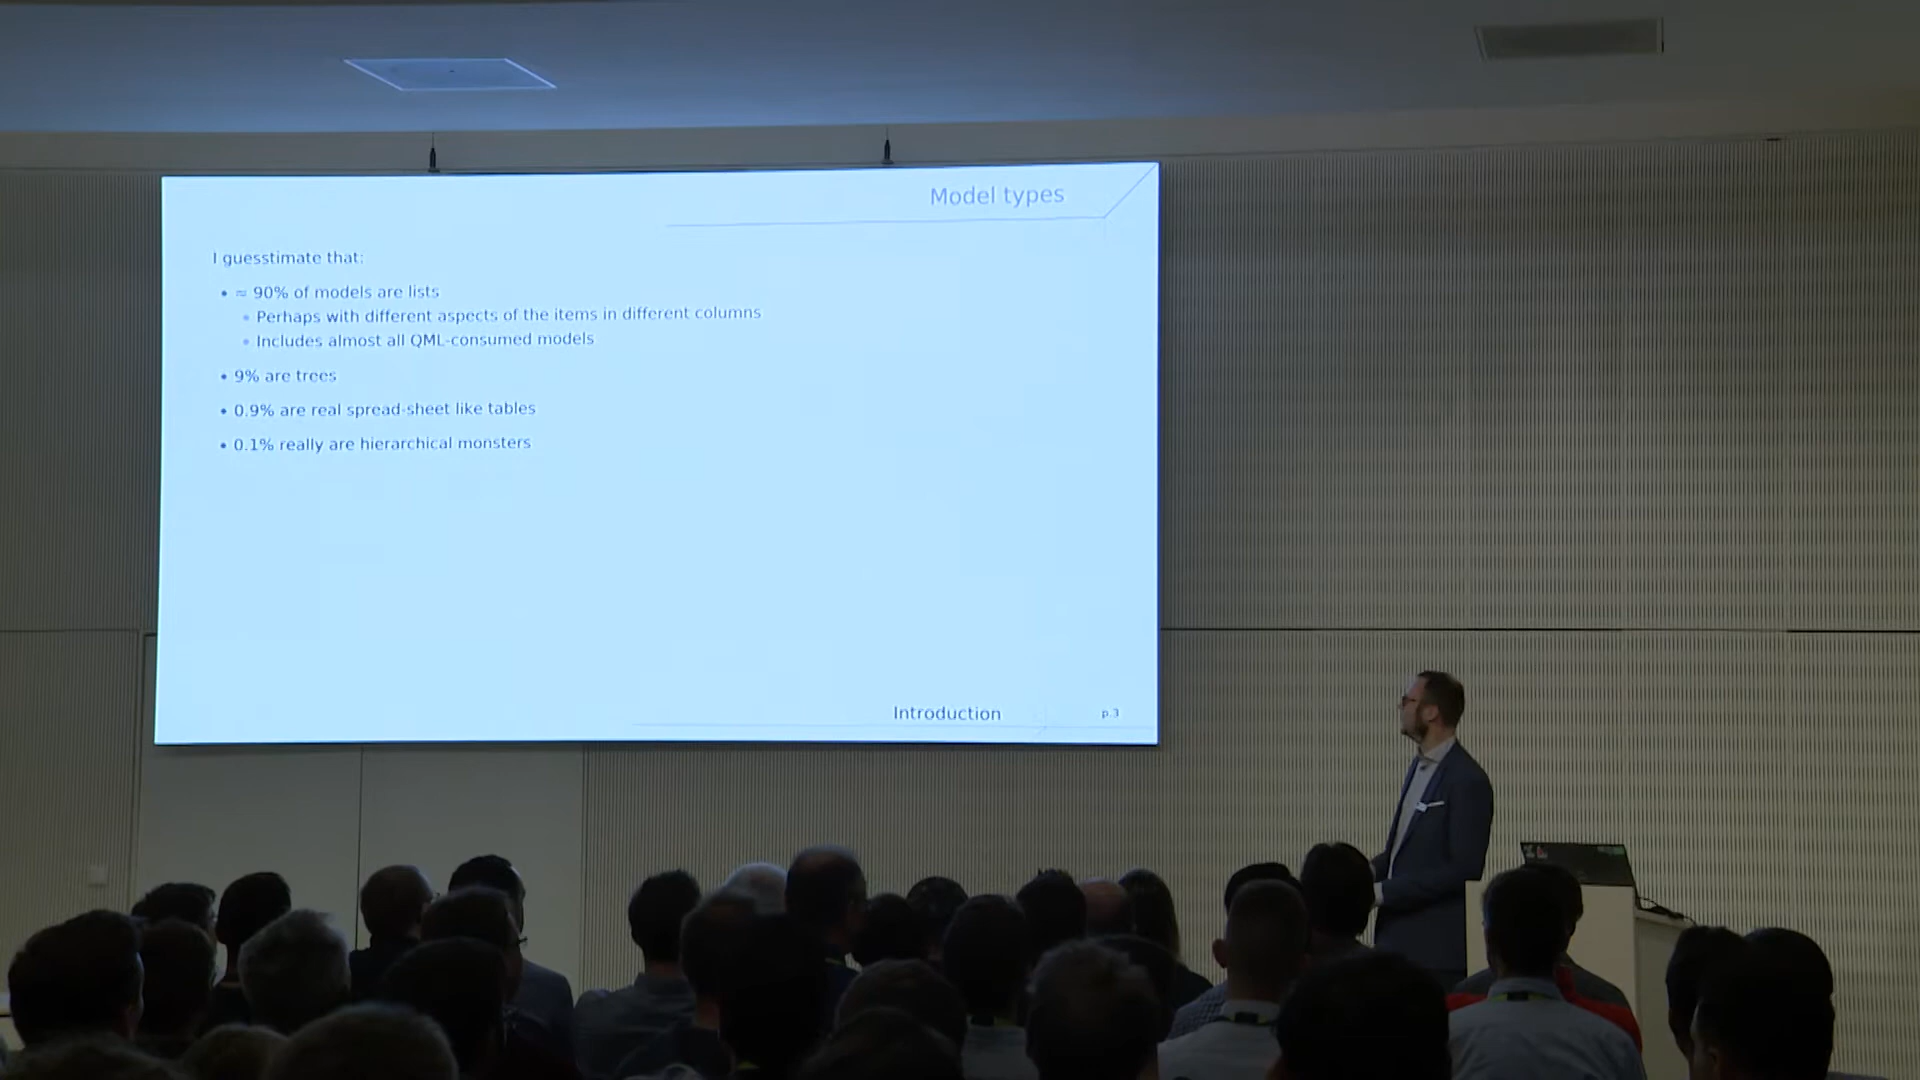 Model types
I guesstimate that:
• ≈ 90% of models are lists
• Perhaps with different aspects of the items in different columns
• Includes almost all QML-consumed models
• 9% are trees
• 0.9% are real spread-sheet like tables
• 0.1% really are hierarchical monsters
Introduction
p.3